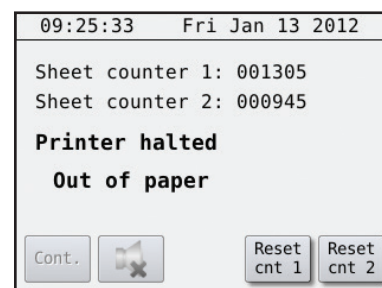 09:25:33 Fri Jan 13 2012
Sheet counter 1: 001305
Sheet counter 2: 000945
Printer halted
Out of paper
Cont.
Reset
cnt 1
Reset
cnt 2